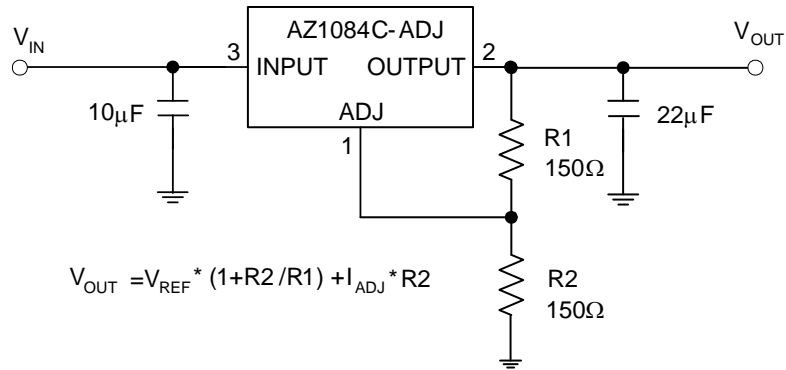 AZ1084C-ADJ
V_IN
3
INPUT
OUTPUT
2
V_OUT
10μF
ADJ
1
R1
150Ω
22μF
V_OUT =V_REF * (1+R2/R1) +I_ADJ *R2
R2
150Ω